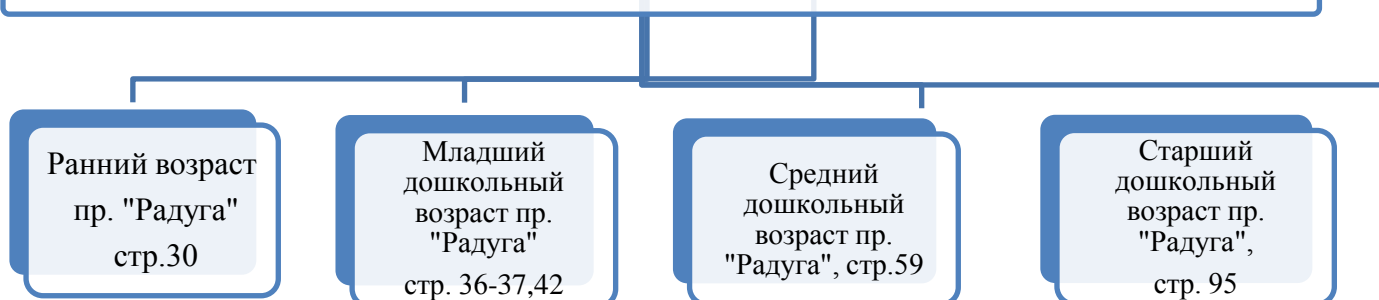 Ранний возраст
пр. "Радуга"
стр.30
Младший
дошкольный
возраст пр.
"Радуга"
стр. 36-37,42
Средний
дошкольный
возраст пр.
"Радуга", стр.59
Старший
дошкольный
возраст пр.
"Радуга",
стр. 95